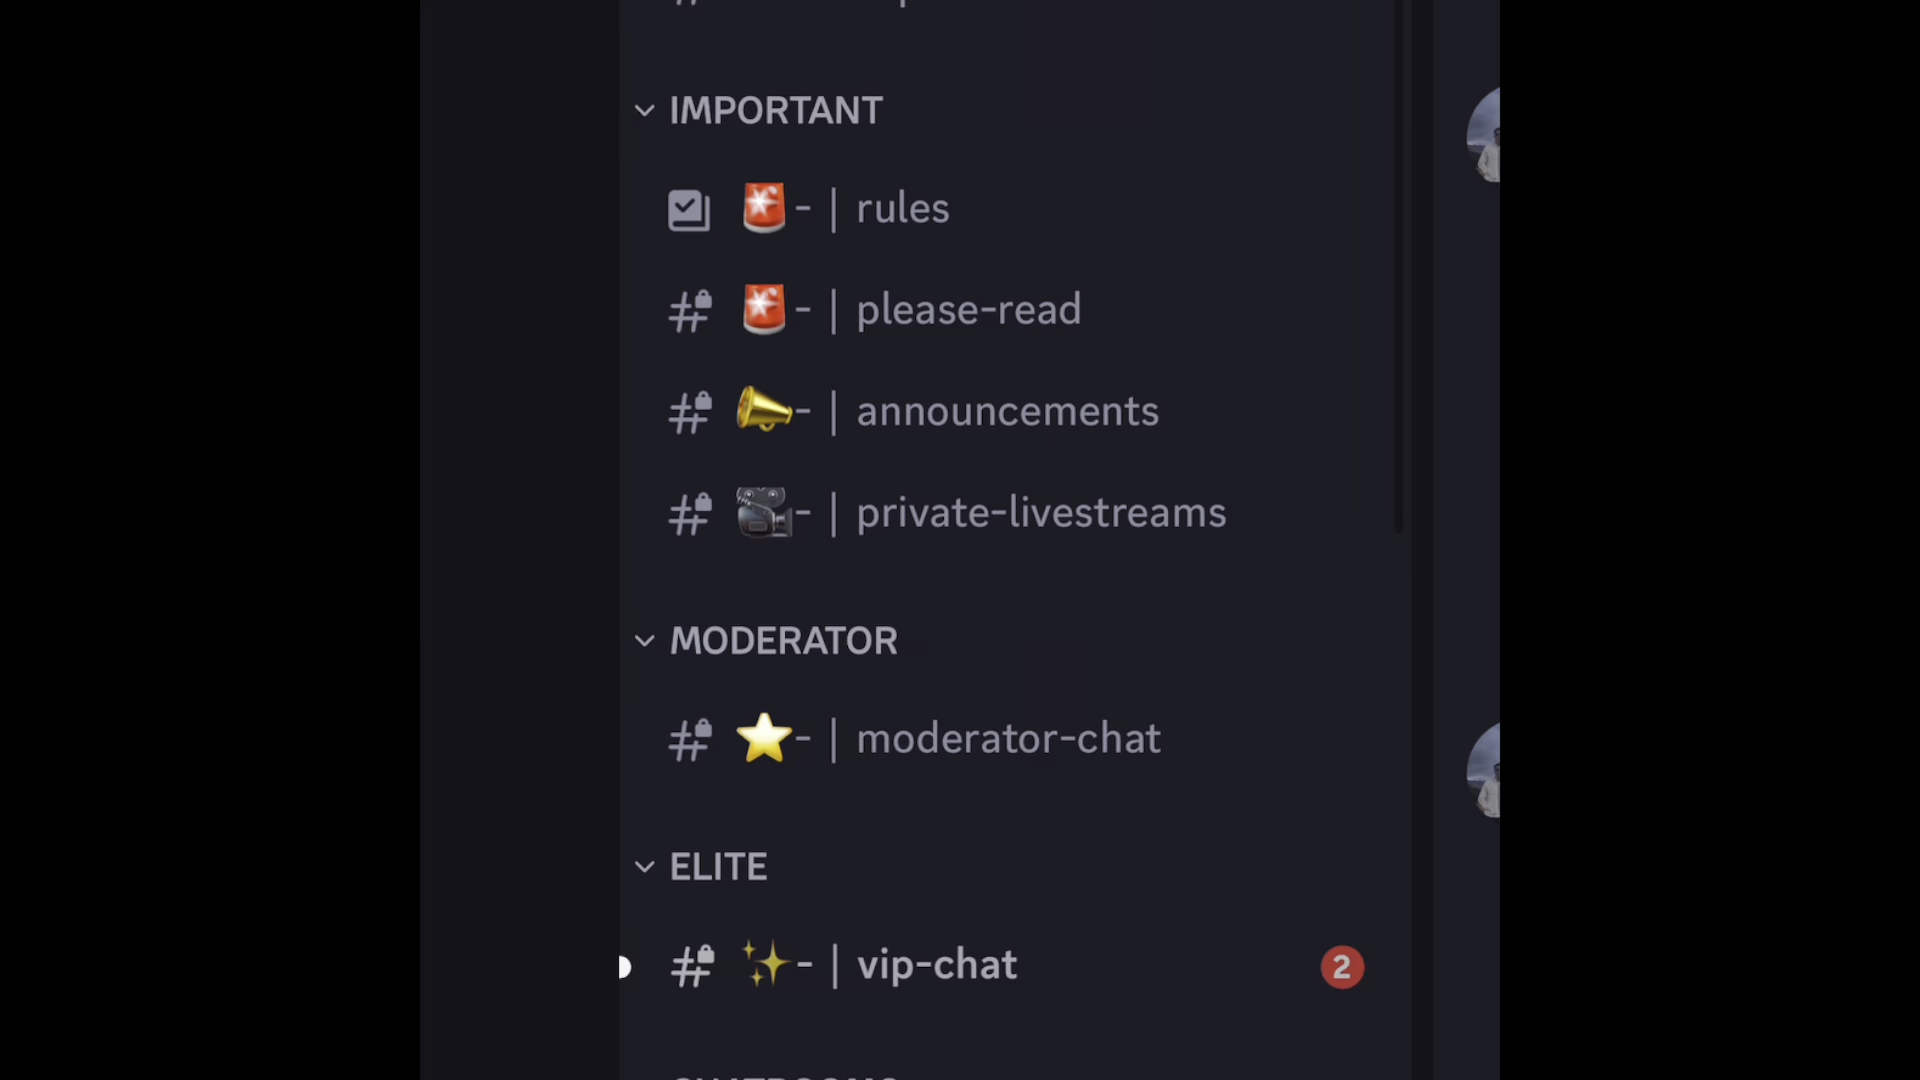 IMPORTANT
🚨- | rules
🚨- | please-read
📣- | announcements
🎥- | private-livestreams
MODERATOR
⭐- | moderator-chat
ELITE
✨- | vip-chat 2